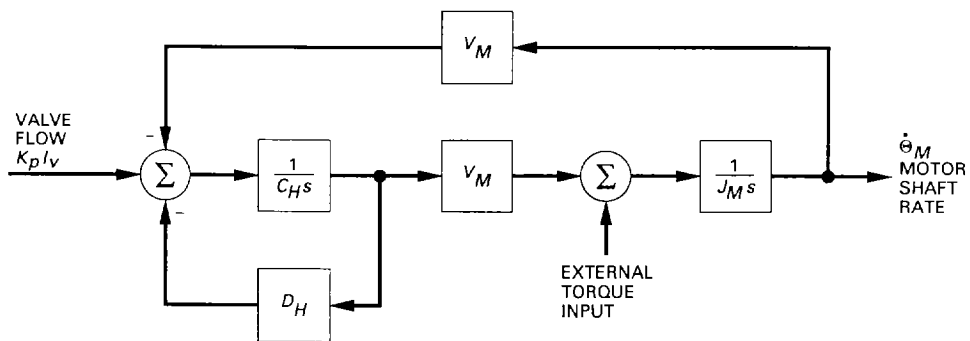 V_M
VALVE
FLOW
K_p I_v
−
Σ
−
1
C_H s
V_M
Σ
1
J_M s
Θ̇_M
MOTOR
SHAFT
RATE
D_H
EXTERNAL
TORQUE
INPUT